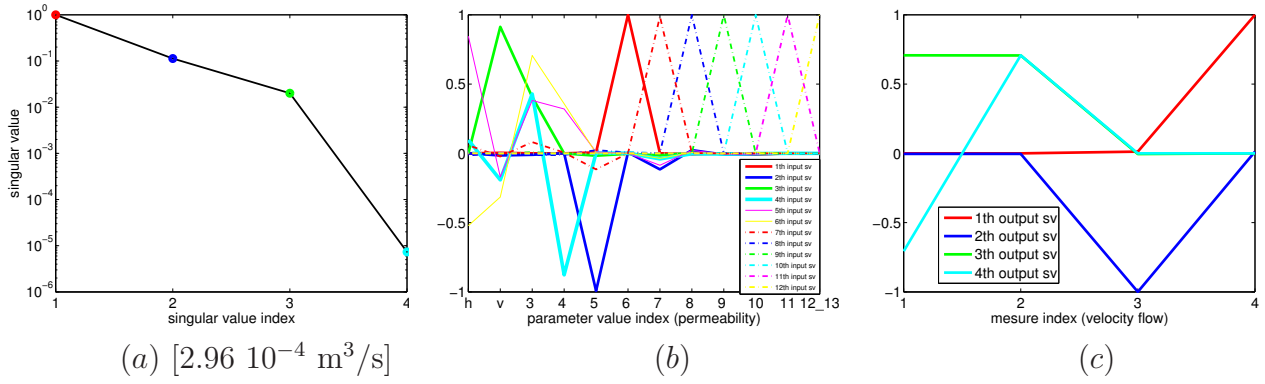 10^0
10^−1
10^−2
10^−3
10^−4
10^−5
10^−6
singular value
1 2 3 4
singular value index
(a) [2.96 10^−4 m^3/s]
1
0.5
0
−0.5
−1
h v 3 4 5 6 7 8 9 10 11 12_13
parameter value index (permeability)
1th input sv
2th input sv
3th input sv
4th input sv
5th input sv
6th input sv
7th input sv
8th input sv
9th input sv
10th input sv
11th input sv
12th input sv
(b)
1
0.5
0
−0.5
−1
1 2 3 4
mesure index (velocity flow)
1th output sv
2th output sv
3th output sv
4th output sv
(c)